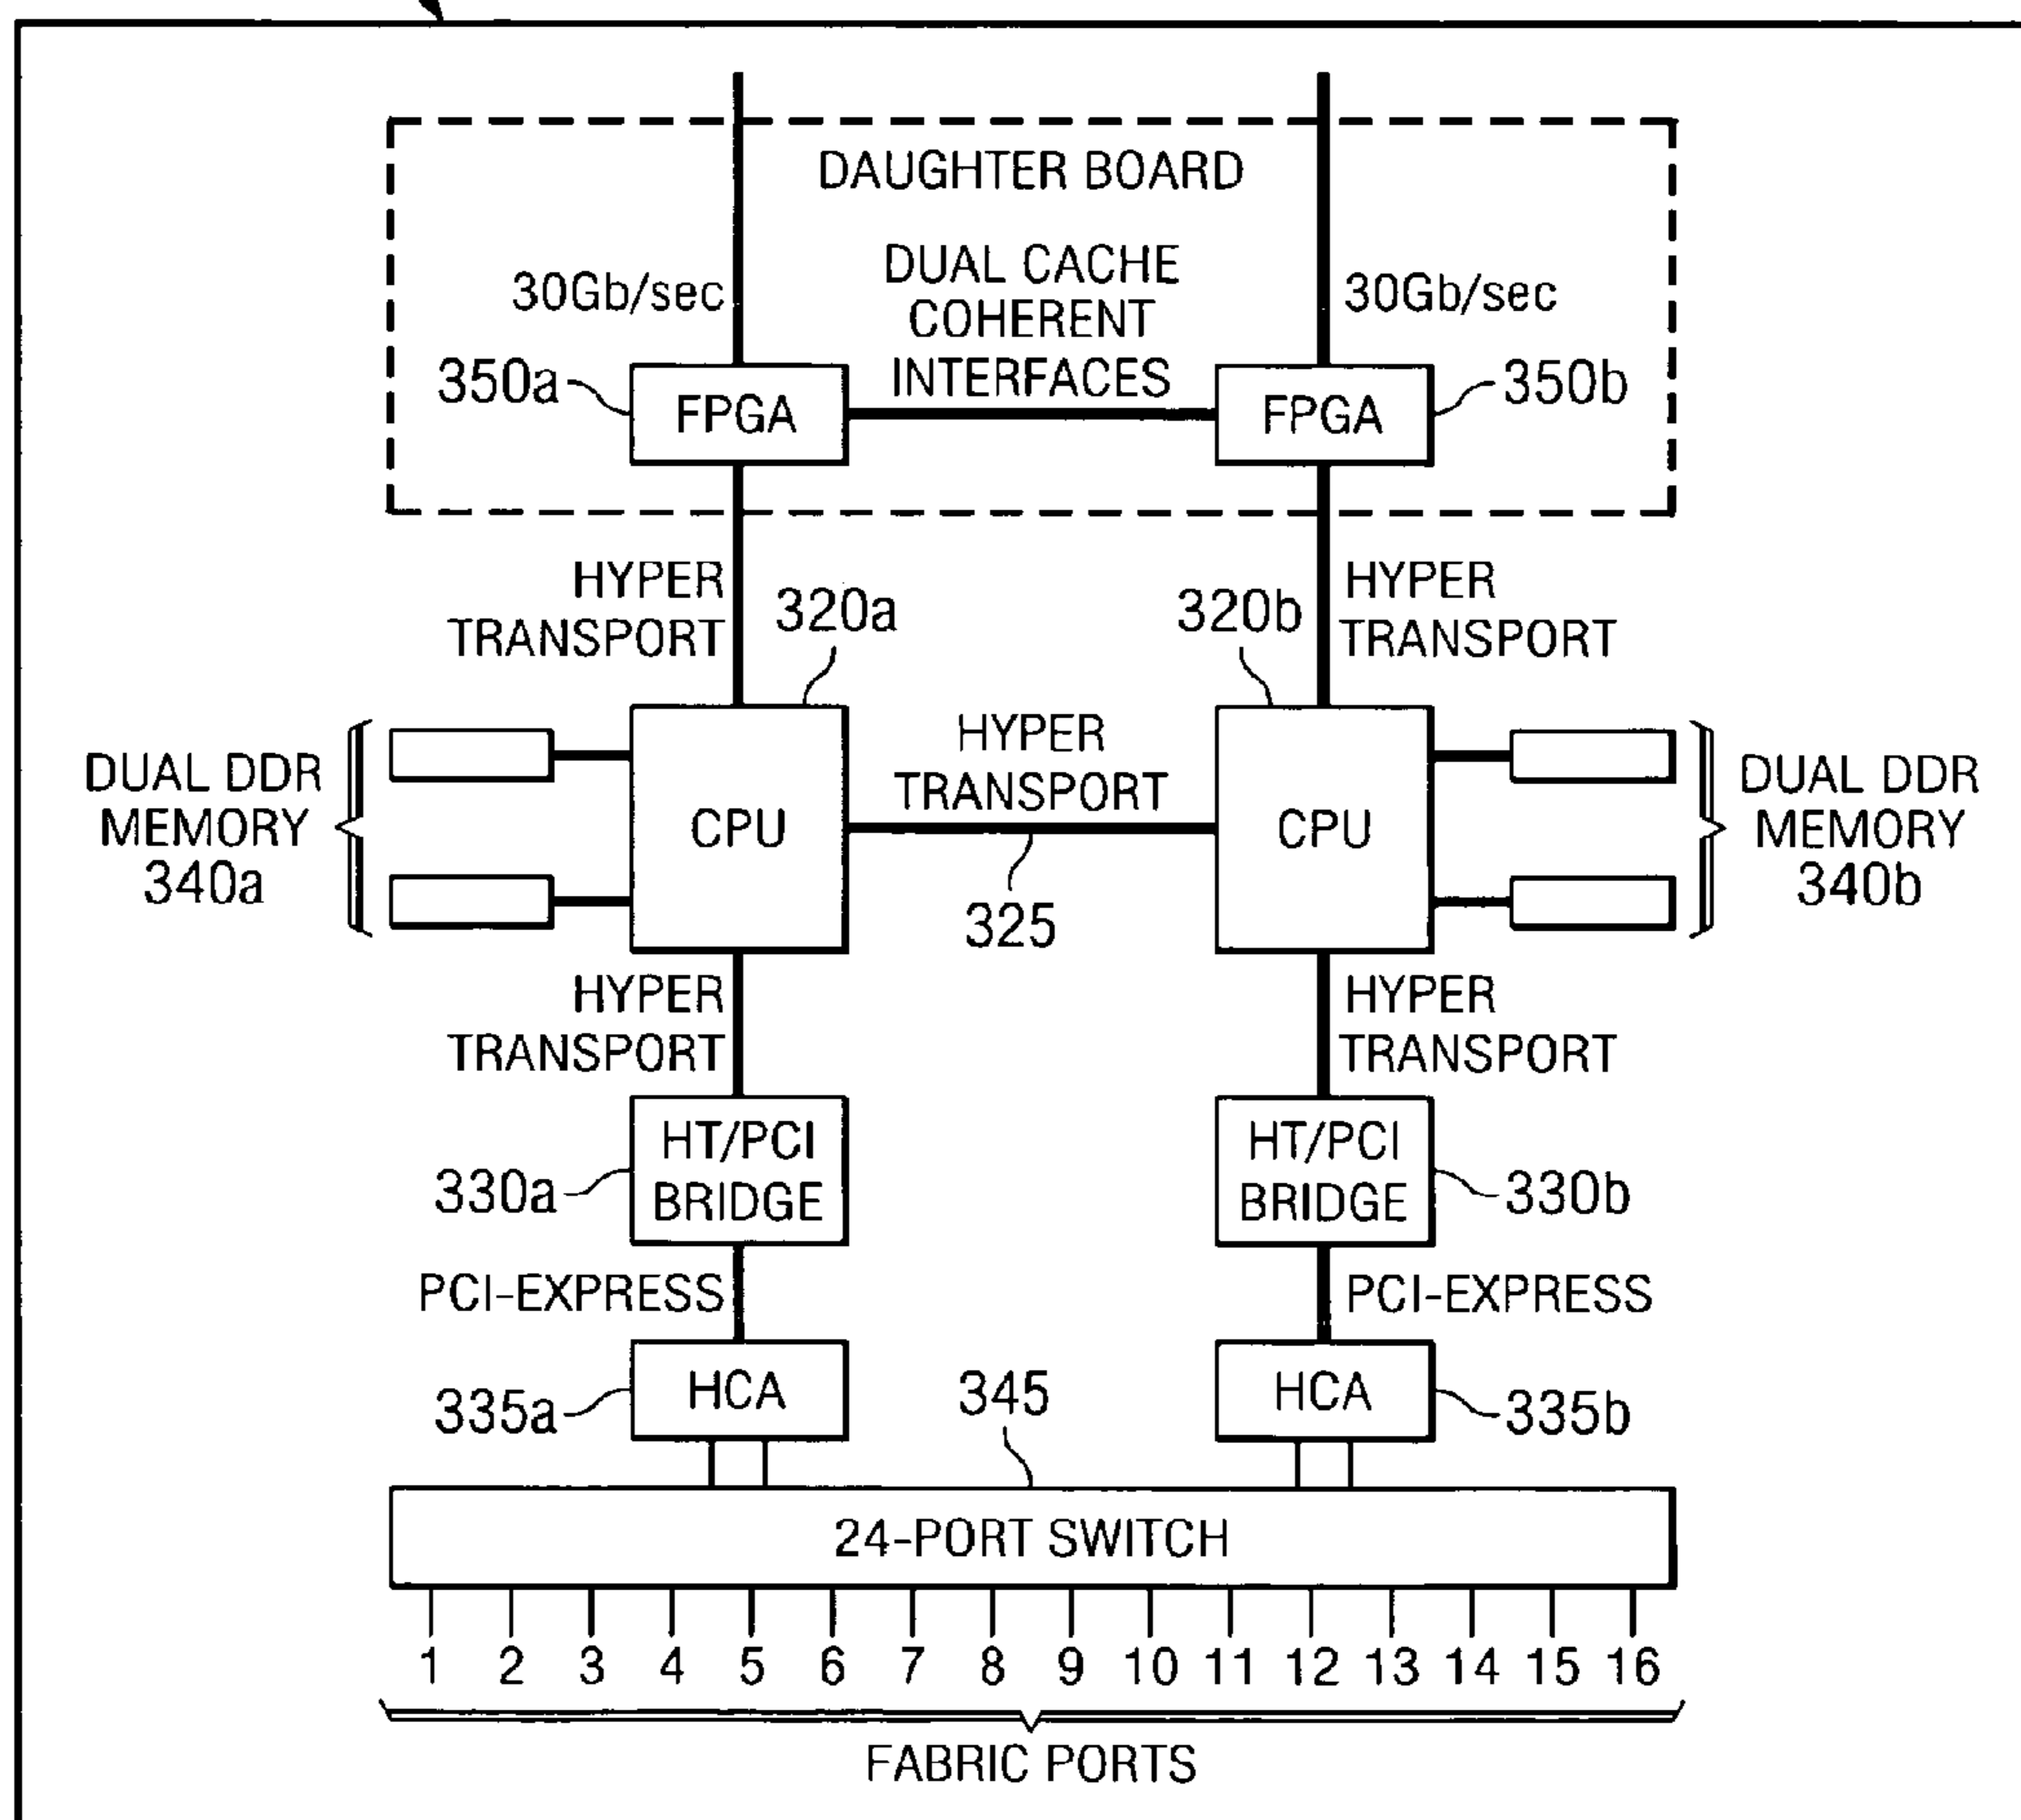 DAUGHTER BOARD
DUAL CACHE
COHERENT
INTERFACES
30Gb/sec
30Gb/sec
350a
FPGA
FPGA
350b
HYPER
TRANSPORT
HYPER
TRANSPORT
320a
320b
DUAL DDR
MEMORY
340a
CPU
HYPER
TRANSPORT
325
CPU
DUAL DDR
MEMORY
340b
HYPER
TRANSPORT
HYPER
TRANSPORT
330a
HT/PCI
BRIDGE
HT/PCI
BRIDGE
330b
PCI-EXPRESS
PCI-EXPRESS
335a
HCA
345
HCA
335b
24-PORT SWITCH
1 2 3 4 5 6 7 8 9 10 11 12 13 14 15 16
FABRIC PORTS